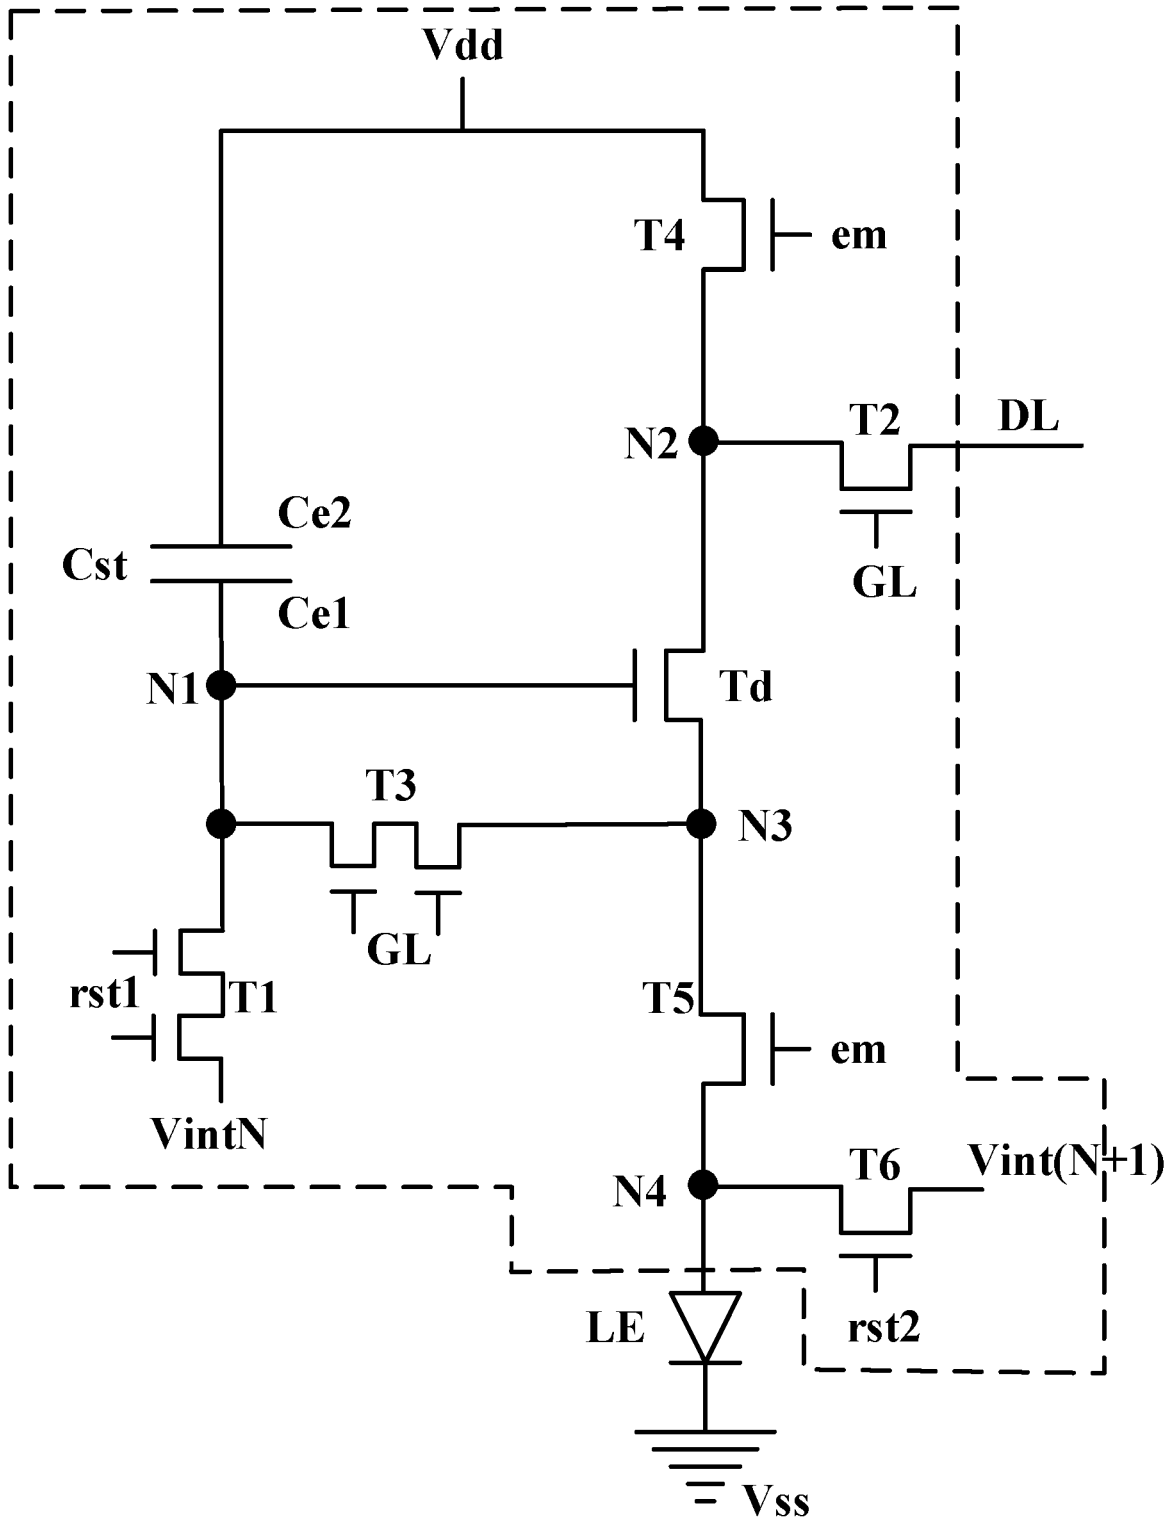 Vdd
T4
em
T2
DL
N2
Ce2
Cst
GL
Ce1
N1
Td
T3
N3
GL
rst1
T1
T5
em
VintN
T6
Vint(N+1)
N4
LE
rst2
Vss